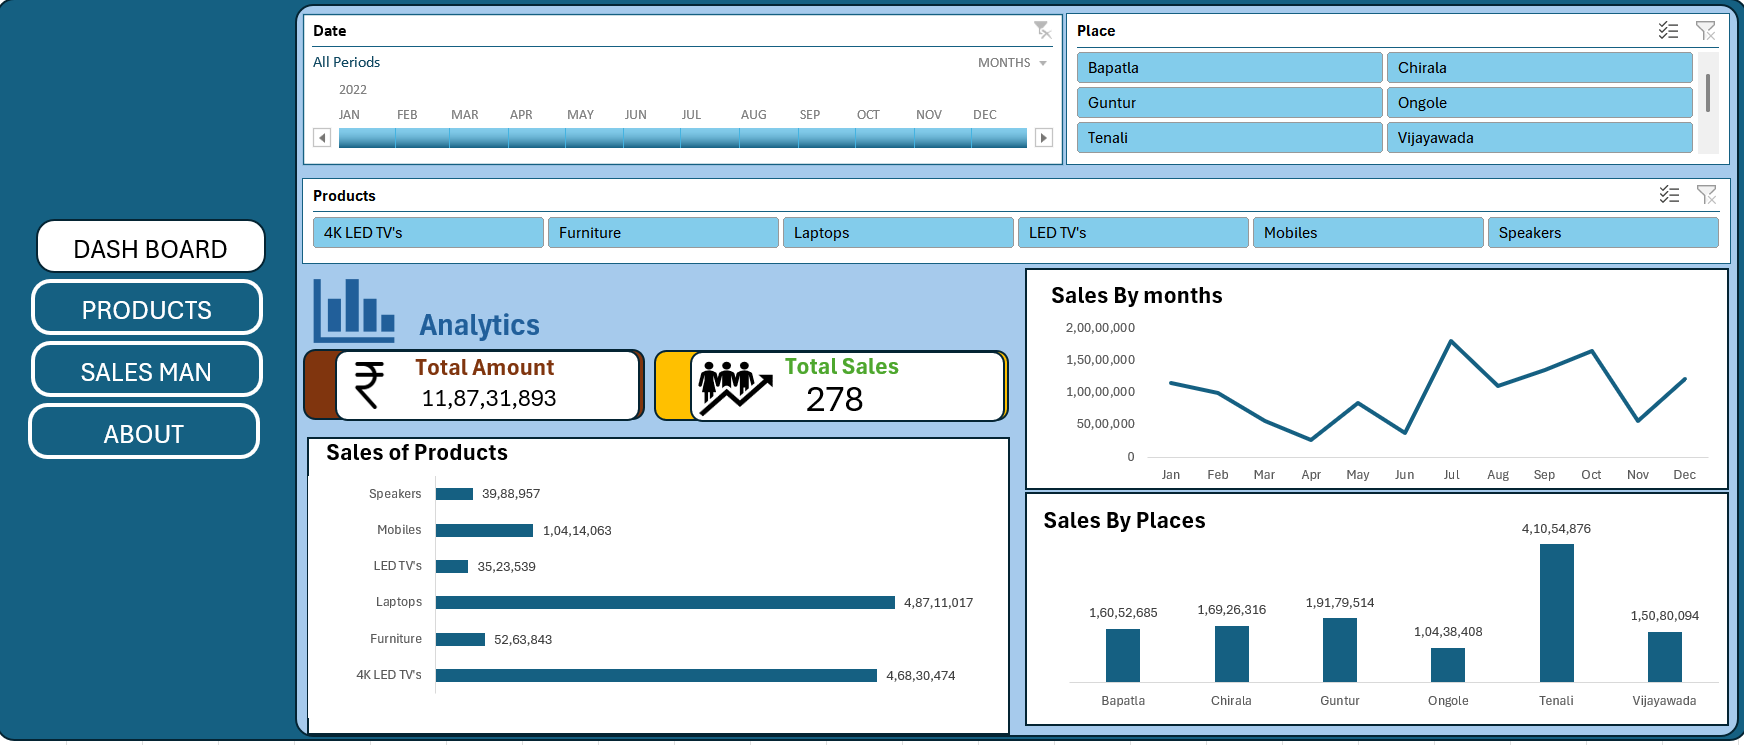 DASH BOARD
PRODUCTS
SALES MAN
ABOUT
Date
All Periods
MONTHS
2022
JAN FEB MAR APR MAY JUN JUL AUG SEP OCT NOV DEC
Place
Bapatla Chirala
Guntur Ongole
Tenali Vijayawada
Products
4K LED TV's Furniture Laptops LED TV's Mobiles Speakers
Analytics
Total Amount
11,87,31,893
Total Sales
278
Sales of Products
Speakers 39,88,957
Mobiles 1,04,14,063
LED TV's 35,23,539
Laptops 4,87,11,017
Furniture 52,63,843
4K LED TV's 4,68,30,474
Sales By months
2,00,00,000
1,50,00,000
1,00,00,000
50,00,000
0
Jan Feb Mar Apr May Jun Jul Aug Sep Oct Nov Dec
Sales By Places
1,60,52,685 1,69,26,316 1,91,79,514 1,04,38,408 4,10,54,876 1,50,80,094
Bapatla Chirala Guntur Ongole Tenali Vijayawada